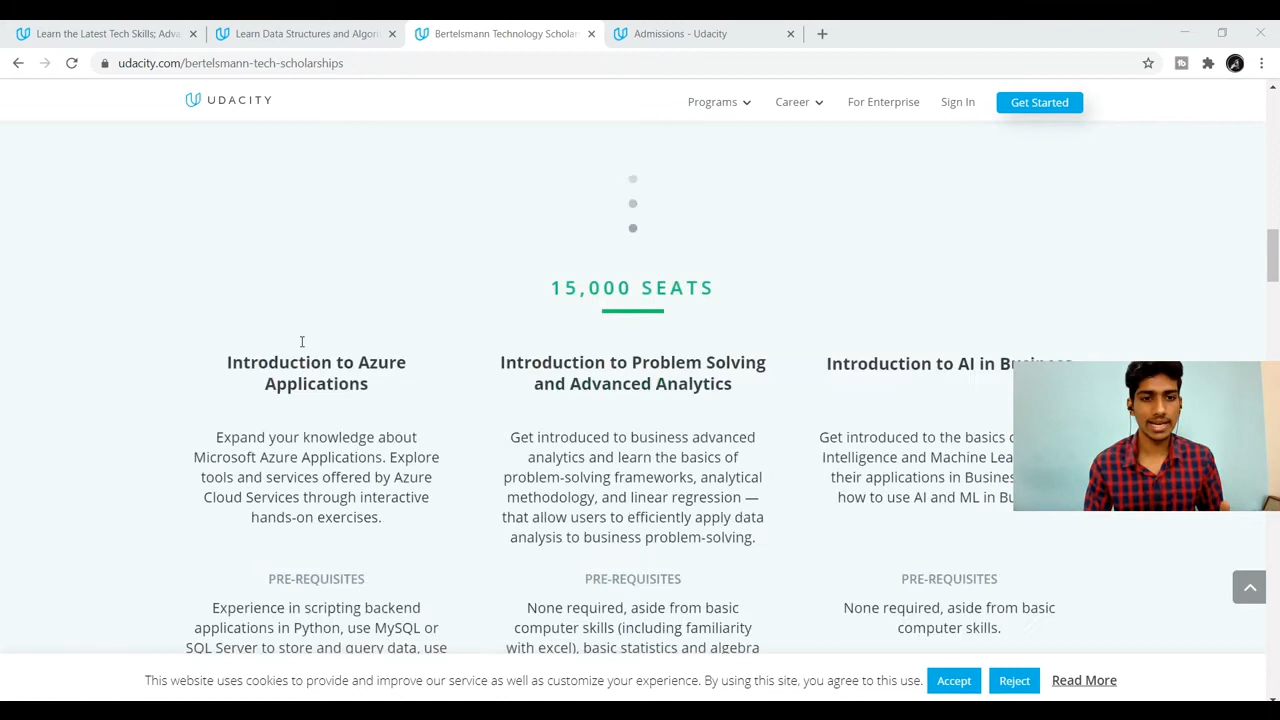 Learn the Latest Tech Skills; Adva
Learn Data Structures and Algor
Bertelsmann Technology Scholar
Admissions - Udacity
udacity.com/bertelsmann-tech-scholarships
UDACITY
Programs
Career
For Enterprise
Sign In
Get Started
15,000 SEATS
Introduction to Azure
Applications
Expand your knowledge about
Microsoft Azure Applications. Explore
tools and services offered by Azure
Cloud Services through interactive
hands-on exercises.
PRE-REQUISITES
Experience in scripting backend
applications in Python, use MySQL or
SQL Server to store and query data, use
Introduction to Problem Solving
and Advanced Analytics
Get introduced to business advanced
analytics and learn the basics of
problem-solving frameworks, analytical
methodology, and linear regression —
that allow users to efficiently apply data
analysis to business problem-solving.
PRE-REQUISITES
None required, aside from basic
computer skills (including familiarity
with excel), basic statistics and algebra
Introduction to AI in Business
Get introduced to the basics
Intelligence and Machine Lea
their applications in Busines
how to use AI and ML in Bu
PRE-REQUISITES
None required, aside from basic
computer skills.
This website uses cookies to provide and improve our service as well as customize your experience. By using this site, you agree to this use.
Accept
Reject
Read More